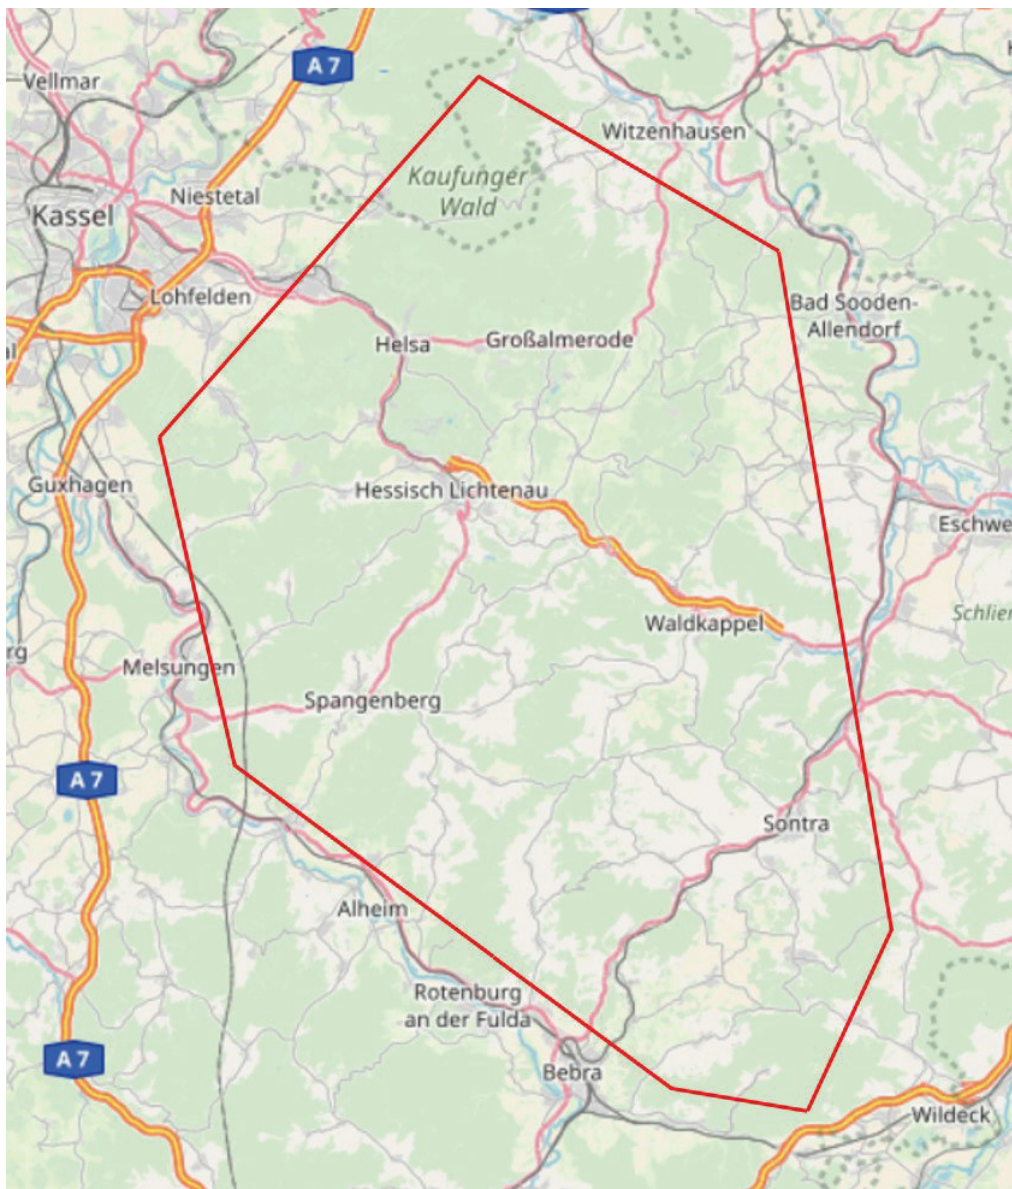 A 7
Vellmar
Witzenhausen
Kaufunger
Wald
Niestetal
Kassel
Lohfelden
Bad Sooden-
Allendorf
Helsa
Großalmerode
al
Guxhagen
Hessisch Lichtenau
Eschwe
Schlier
Waldkappel
rg
Melsungen
Spangenberg
A 7
Sontra
Alheim
Rotenburg
an der Fulda
A 7
Bebra
Wildeck